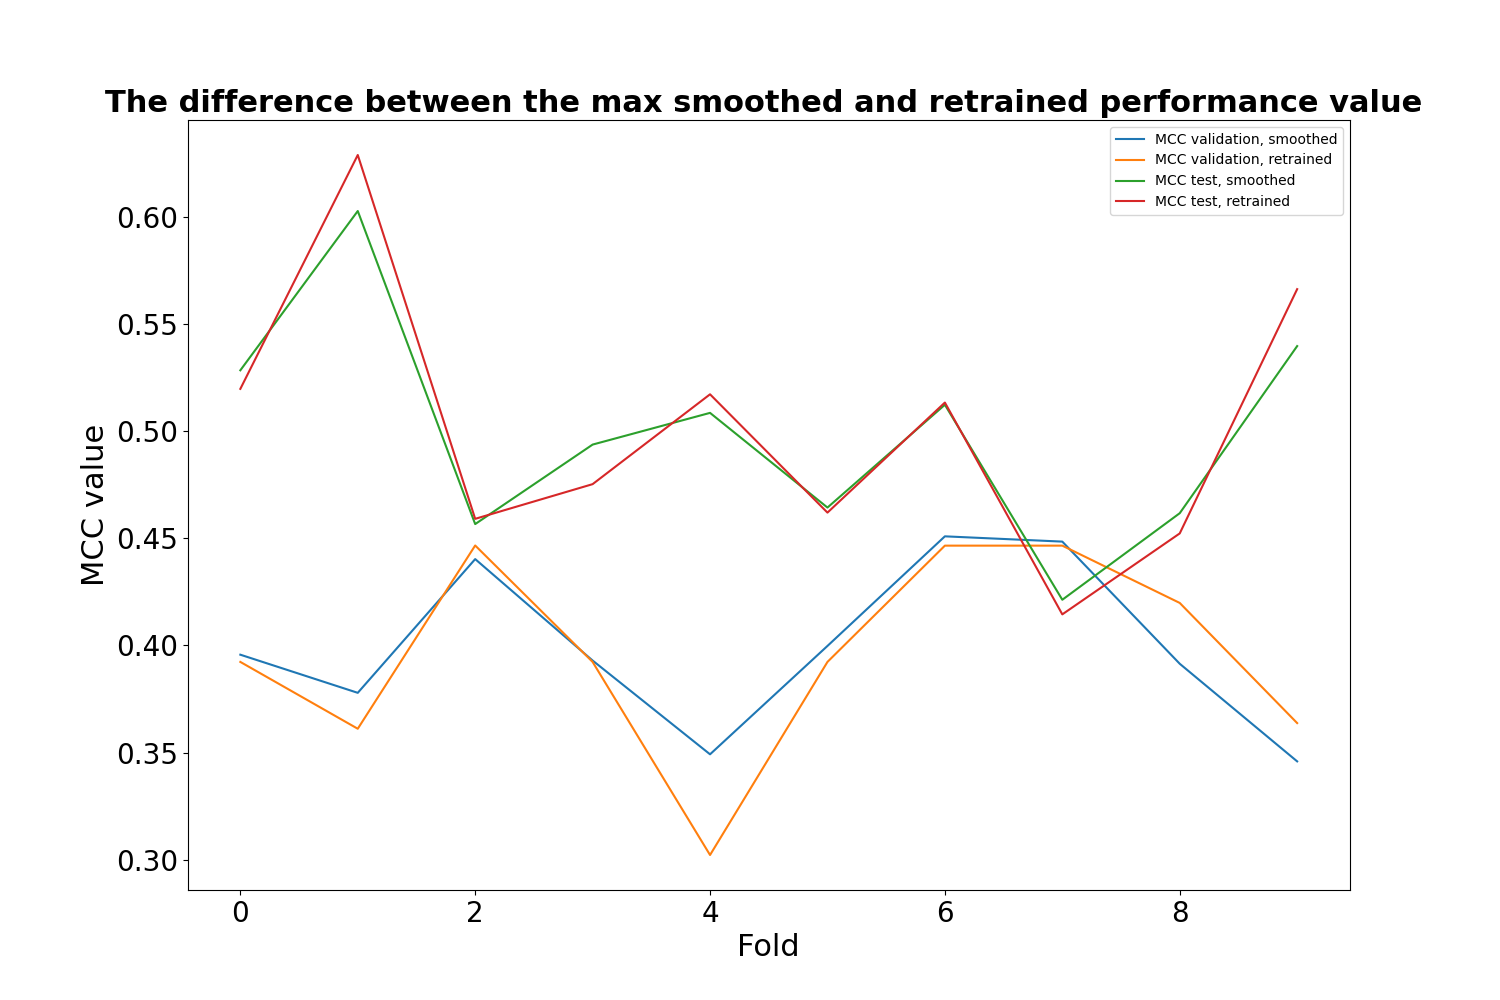 The difference between the max smoothed and retrained performance value
MCC validation, smoothed
MCC validation, retrained
MCC test, smoothed
MCC test, retrained
0.60
0.55
0.50
0.45
0.40
0.35
0.30
MCC value
0 2 4 6 8
Fold